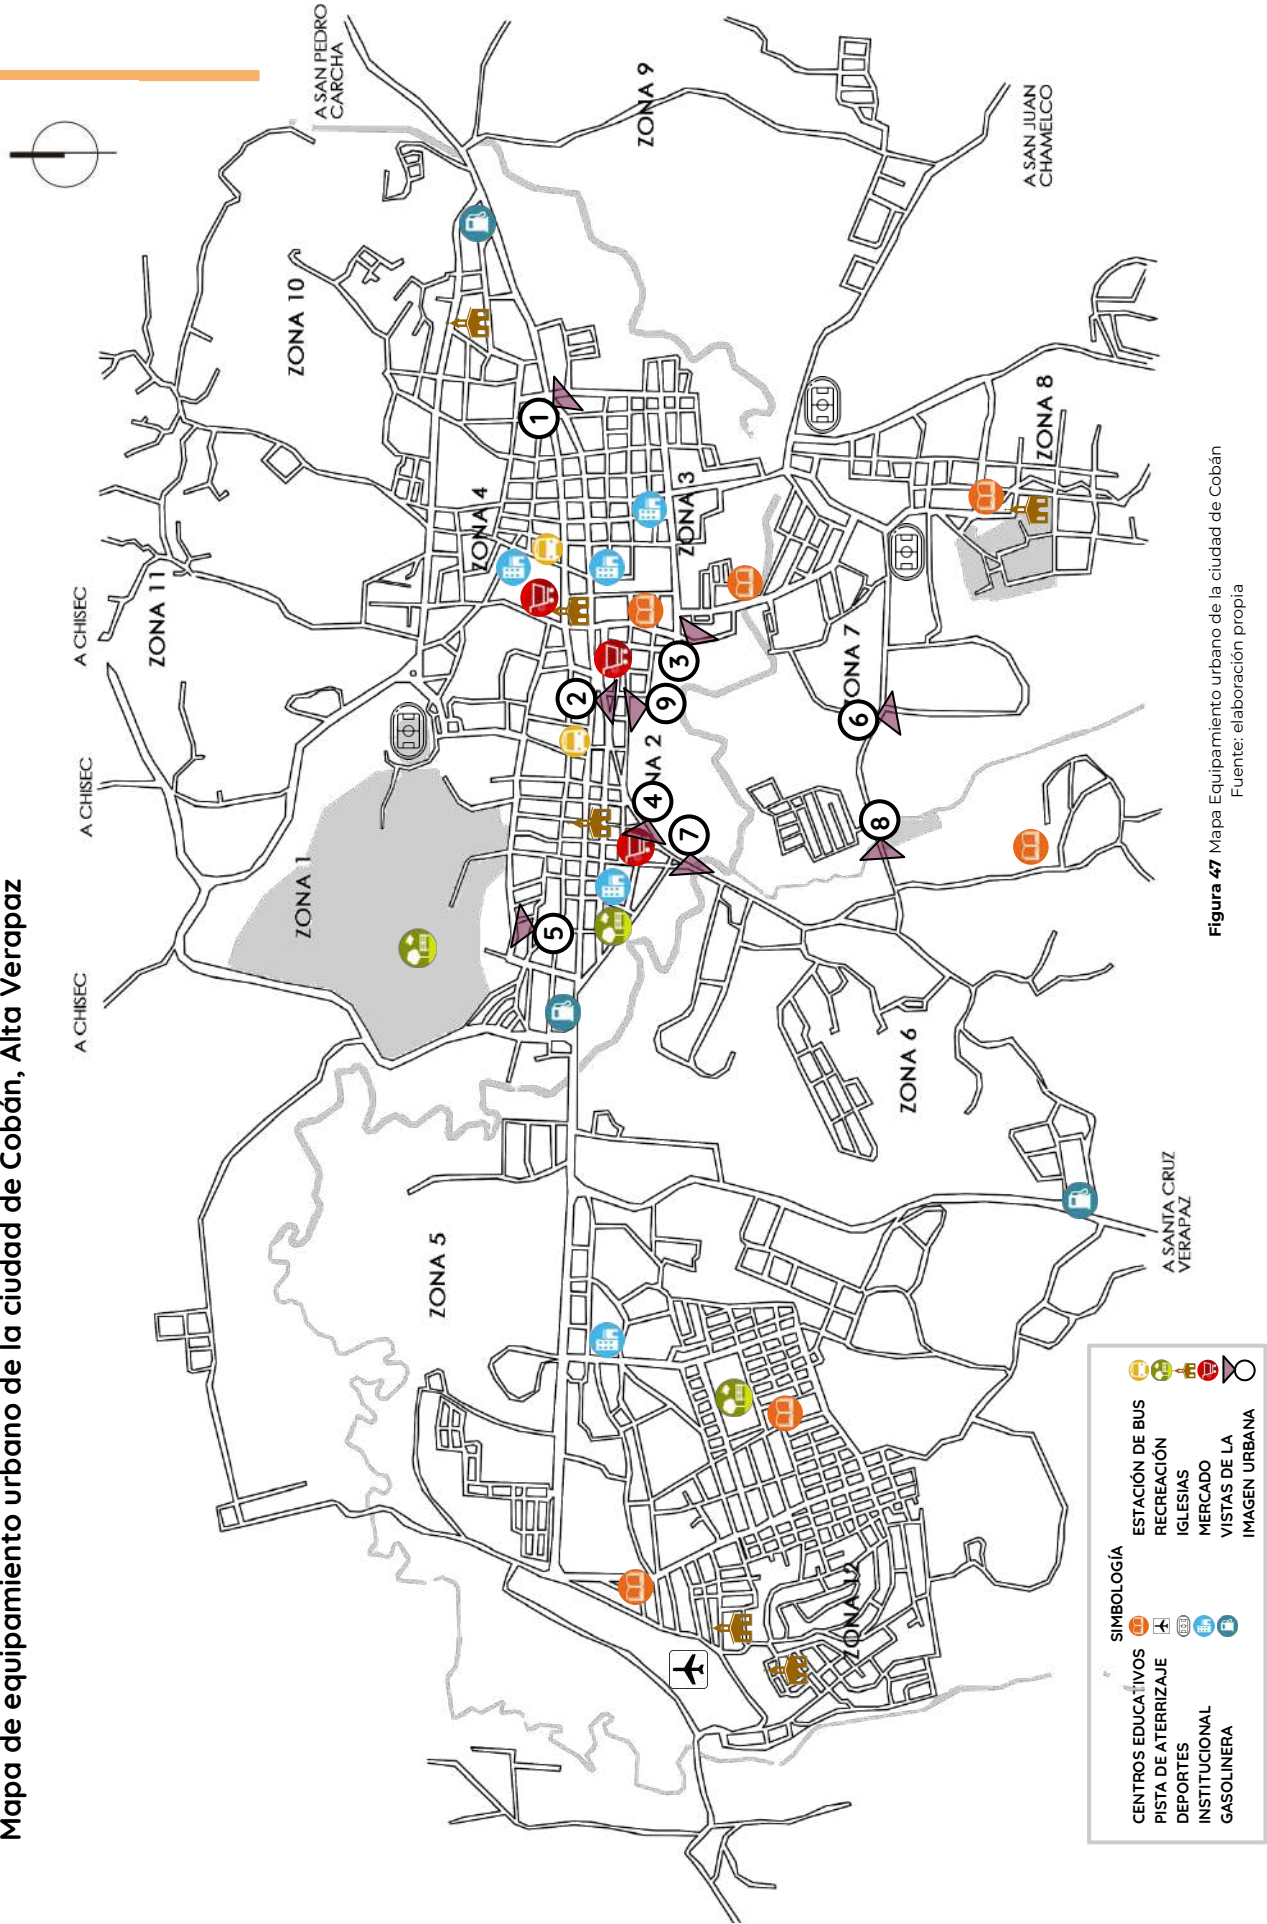 Mapa de equipamiento urbano de la ciudad de Cobán, Alta Verapaz
A CHISEC
A CHISEC
A CHISEC
A SAN PEDRO
CARCHA
ZONA 11
ZONA 10
ZONA 9
ZONA 1
ZONA 4
ZONA 5
ZONA 3
NA 2
ZONA 7
ZONA 8
ZONA 6
ZONA 12
A SAN JUAN
CHAMELCO
A SANTA CRUZ
VERAPAZ
1
2
3
9
4
7
5
6
8
SIMBOLOGÍA
CENTROS EDUCATIVOS
PISTA DE ATERRIZAJE
DEPORTES
INSTITUCIONAL
GASOLINERA
ESTACIÓN DE BUS
RECREACIÓN
IGLESIAS
MERCADO
VISTAS DE LA
IMAGEN URBANA
Figura 47 Mapa Equipamiento urbano de la ciudad de Cobán
Fuente: elaboración propia